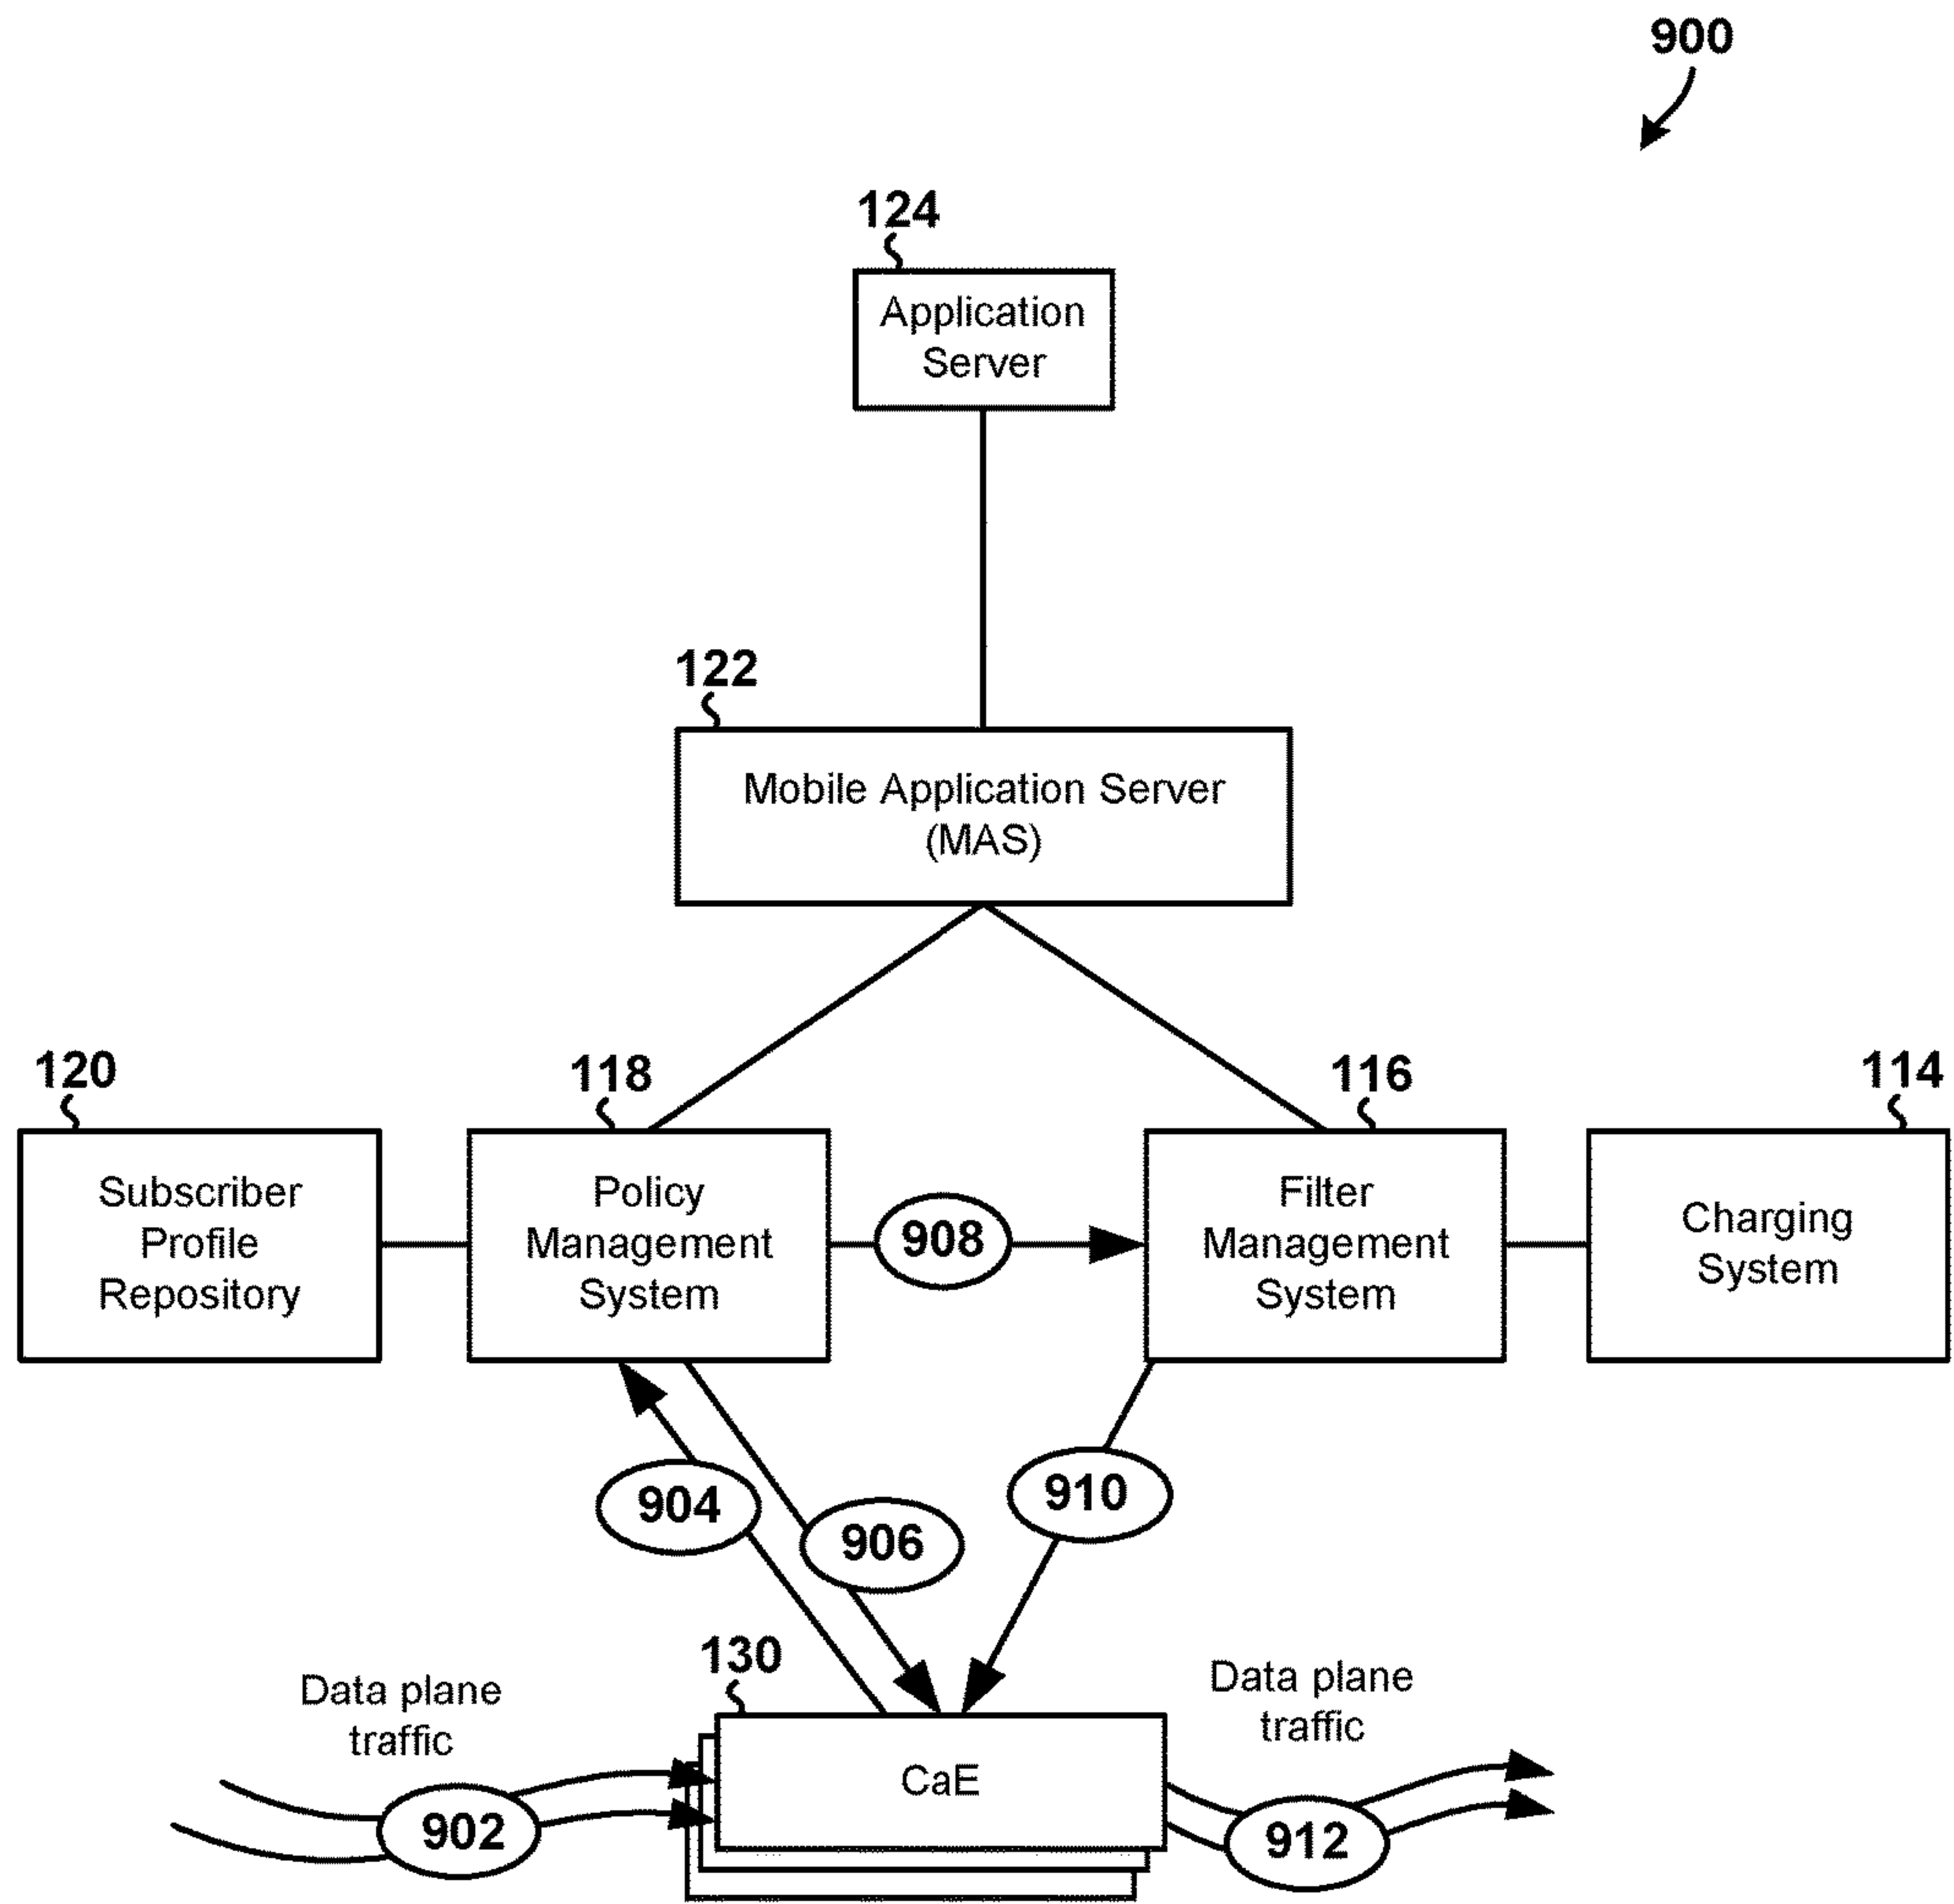 900
124
Application
Server
122
Mobile Application Server
(MAS)
120
118
116
114
Subscriber
Profile
Repository
Policy
Management
System
908
Filter
Management
System
Charging
System
904
906
910
130
Data plane
traffic
Data plane
traffic
902
CaE
912